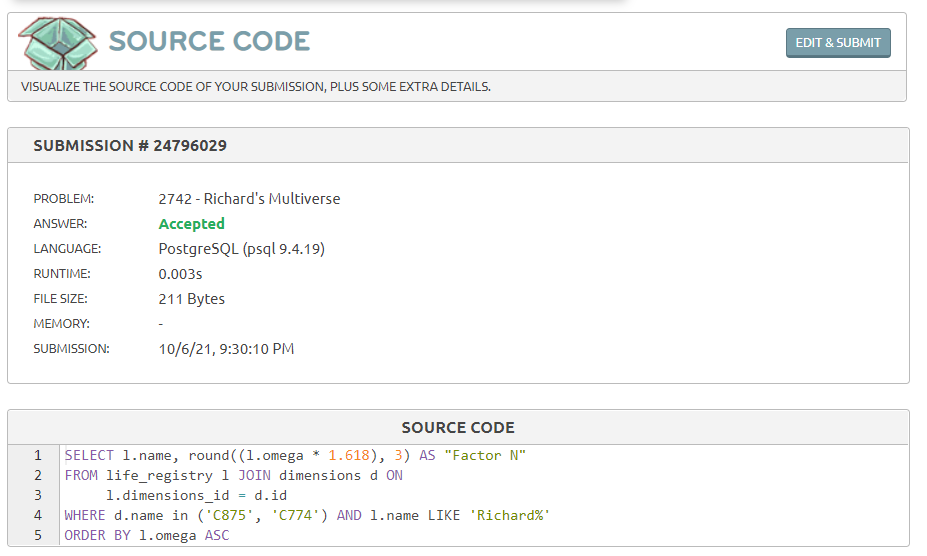 SOURCE CODE
EDIT & SUBMIT
VISUALIZE THE SOURCE CODE OF YOUR SUBMISSION, PLUS SOME EXTRA DETAILS.
SUBMISSION # 24796029
PROBLEM: 2742 - Richard's Multiverse
ANSWER: Accepted
LANGUAGE: PostgreSQL (psql 9.4.19)
RUNTIME: 0.003s
FILE SIZE: 211 Bytes
MEMORY: -
SUBMISSION: 10/6/21, 9:30:10 PM
SOURCE CODE
1 SELECT l.name, round((l.omega * 1.618), 3) AS "Factor N"
2 FROM life_registry l JOIN dimensions d ON
3      l.dimensions_id = d.id
4 WHERE d.name in ('C875', 'C774') AND l.name LIKE 'Richard%'
5 ORDER BY l.omega ASC